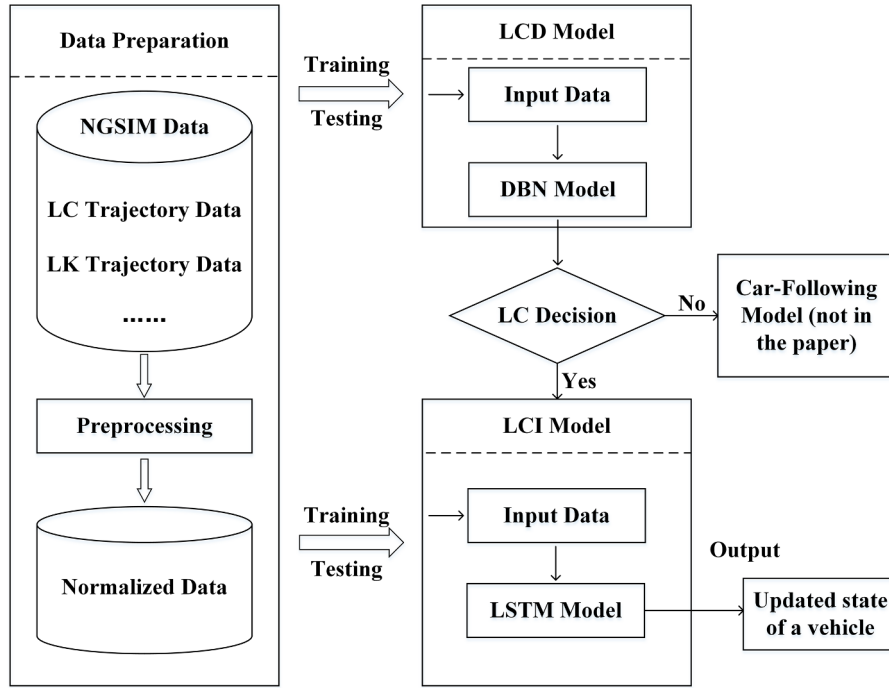 Data Preparation
NGSIM Data
LC Trajectory Data
LK Trajectory Data
......
Preprocessing
Normalized Data
Training
Testing
Training
Testing
LCD Model
Input Data
DBN Model
LC Decision
No
Car-Following
Model (not in
the paper)
Yes
LCI Model
Input Data
LSTM Model
Output
Updated state
of a vehicle